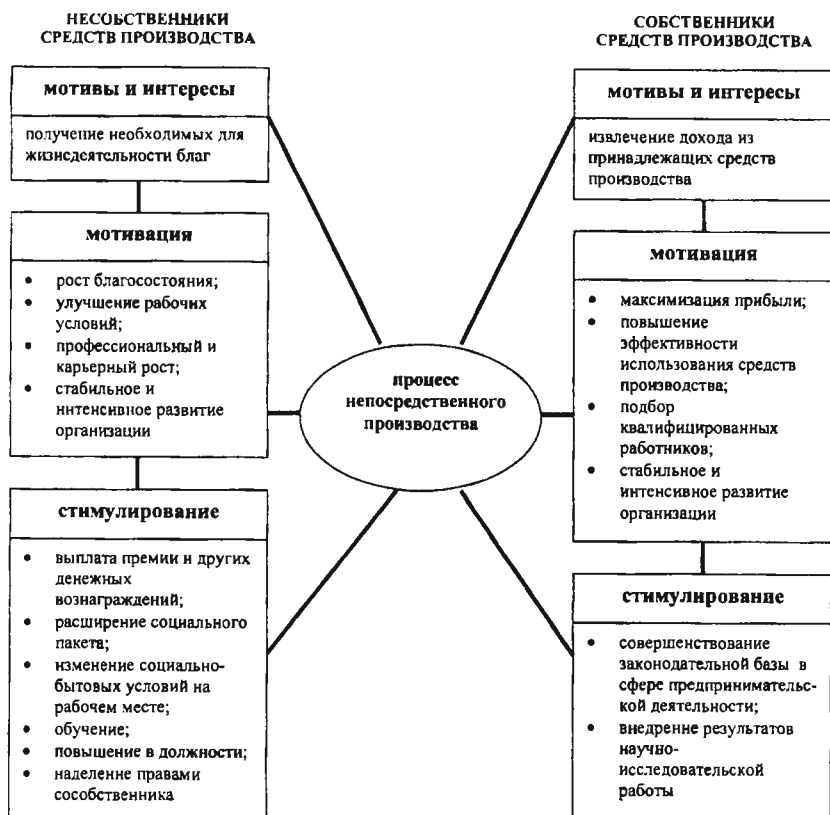 НЕСОБСТВЕННИКИ
СРЕДСТВ ПРОИЗВОДСТВА
мотивы и интересы
получение необходимых для
жизнедеятельности благ
мотивация
• рост благосостояния;
• улучшение рабочих
условий;
• профессиональный и
карьерный рост;
• стабильное и
интенсивное развитие
организации
стимулирование
• выплата премии и других
денежных
вознаграждений;
• расширение социального
пакета;
• изменение социально-
бытовых условий на
рабочем месте;
• обучение;
• повышение в должности;
• наделение правами
сособственника
процесс
непосредственного
производства
СОБСТВЕННИКИ
СРЕДСТВ ПРОИЗВОДСТВА
мотивы и интересы
извлечение дохода из
принадлежащих средств
производства
мотивация
• максимизация прибыли;
• повышение
эффективности
использования средств
производства;
• подбор
квалифицированных
работников;
• стабильное и
интенсивное развитие
организации
стимулирование
• совершенствование
законодательной базы в
сфере предпринимательс-
кой деятельности;
• внедрение результатов
научно-
исследовательской
работы